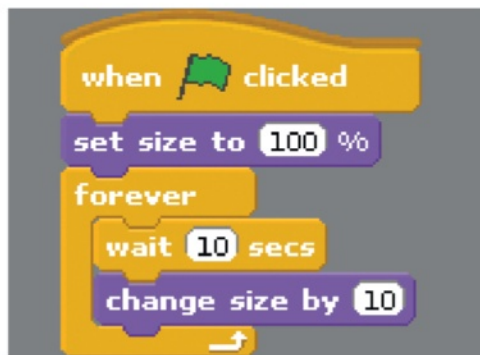 when clicked
set size to 100 %
forever
wait 10 secs
change size by 10